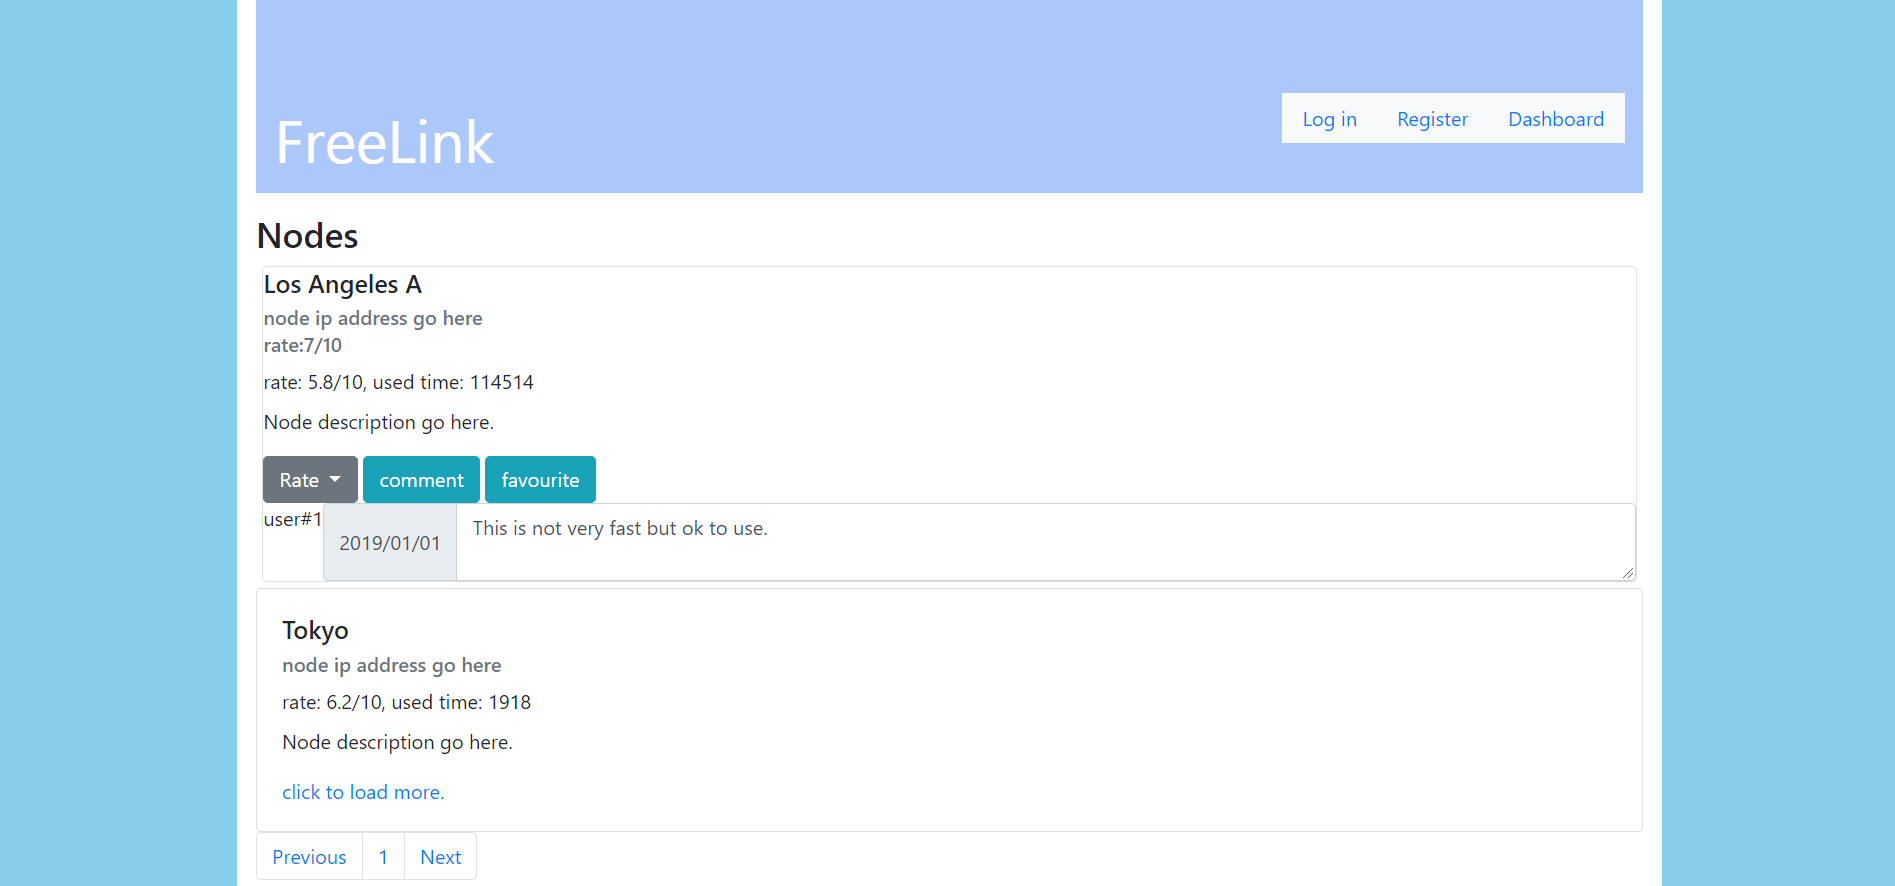 FreeLink
Log in Register Dashboard
Nodes
Los Angeles A
node ip address go here
rate:7/10
rate: 5.8/10, used time: 114514
Node description go here.
Rate comment favourite
user#1 2019/01/01 This is not very fast but ok to use.
Tokyo
node ip address go here
rate: 6.2/10, used time: 1918
Node description go here.
click to load more.
Previous 1 Next